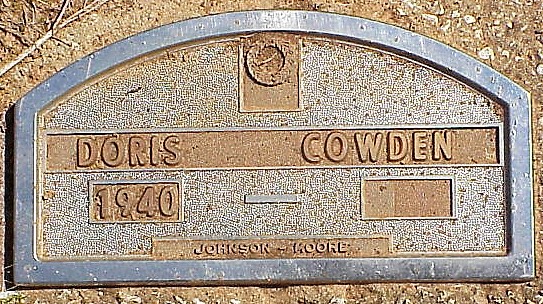 DORIS COWDEN
1940 —
JOHNSON - MOORE